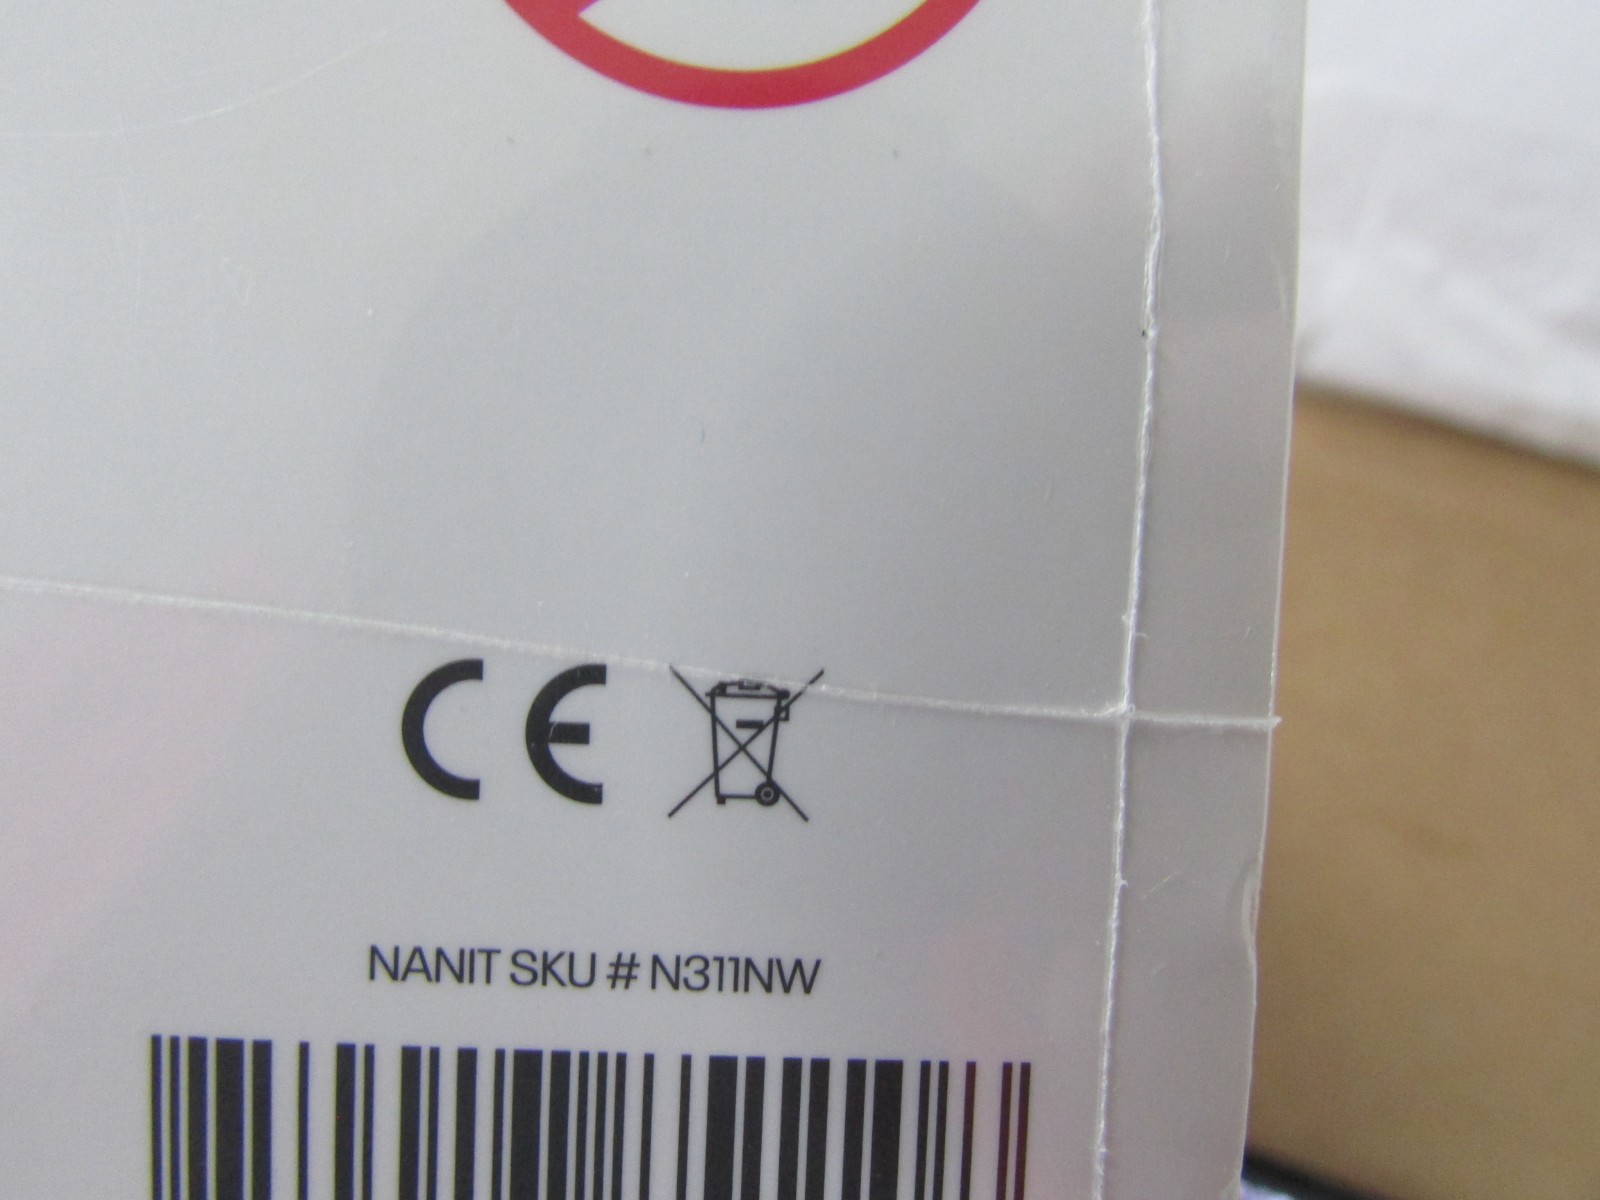 CE
NANIT SKU # N311NW